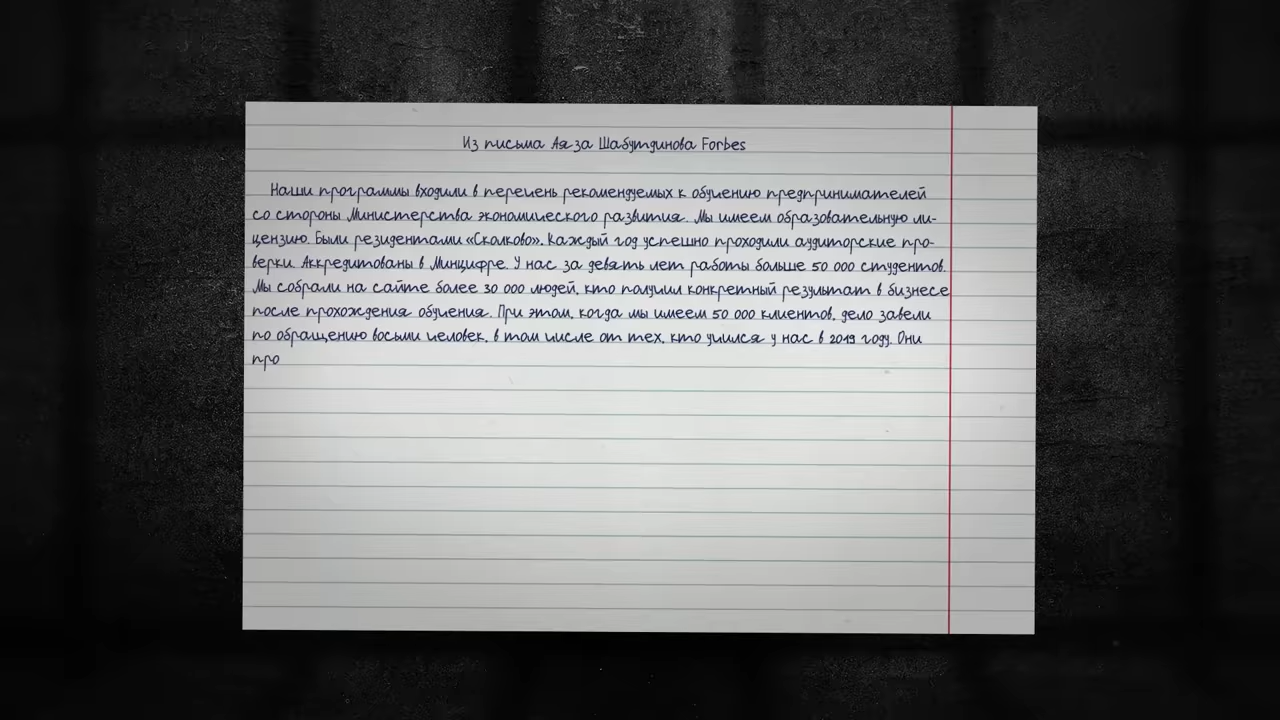 Из письма Аяза Шабутдинова Forbes
Наши программы входили в перечень рекомендуемых к обучению предпринимателей
со стороны Министерства экономического развития. Мы имеем образовательную ли-
цензию. Были резидентами «Сколково». Каждый год успешно проходили аудиторские про-
верки. Аккредитованы в Минцифре. У нас за девять лет работы больше 50 000 студентов.
Мы собрали на сайте более 30 000 людей, кто получил конкретный результат в бизнесе
после прохождения обучения. При этом, когда мы имеем 50 000 клиентов, дело завели
по обращению восьми человек, в том числе от тех, кто учился у нас в 2019 году. Они
про